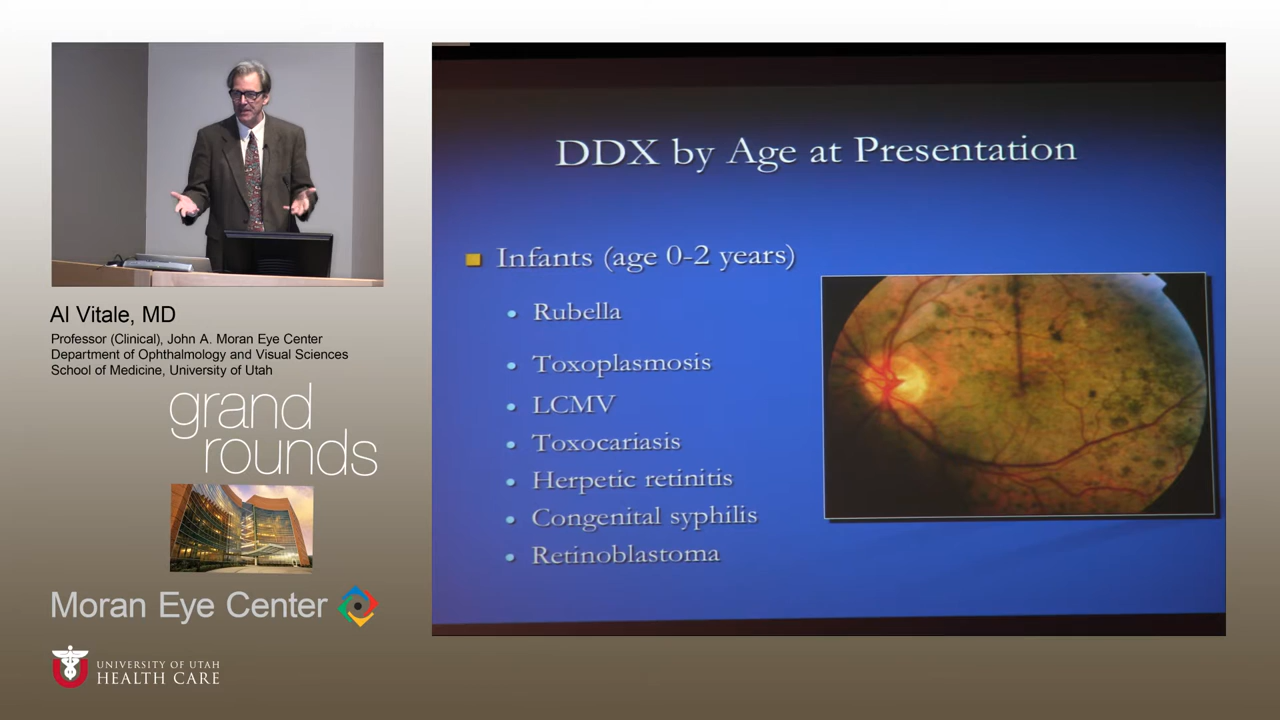 Al Vitale, MD
Professor (Clinical), John A. Moran Eye Center
Department of Ophthalmology and Visual Sciences
School of Medicine, University of Utah
grand
rounds
Moran Eye Center
UNIVERSITY OF UTAH
HEALTH CARE
DDX by Age at Presentation
Infants (age 0-2 years)
Rubella
Toxoplasmosis
LCMV
Toxocariasis
Herpetic retinitis
Congenital syphilis
Retinoblastoma